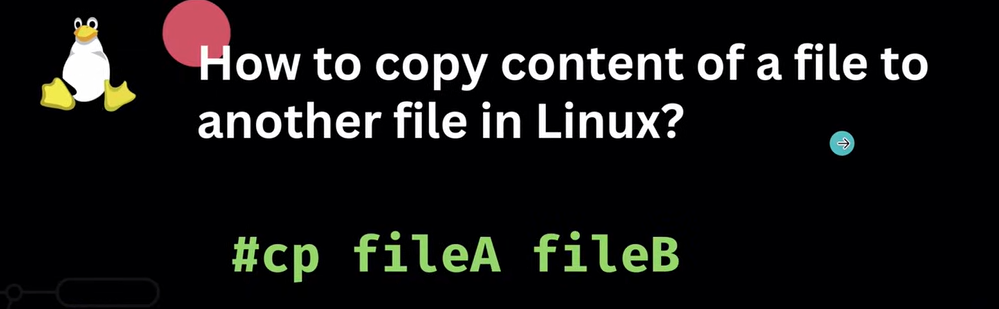 How to copy content of a file to
another file in Linux?
#cp fileA fileB